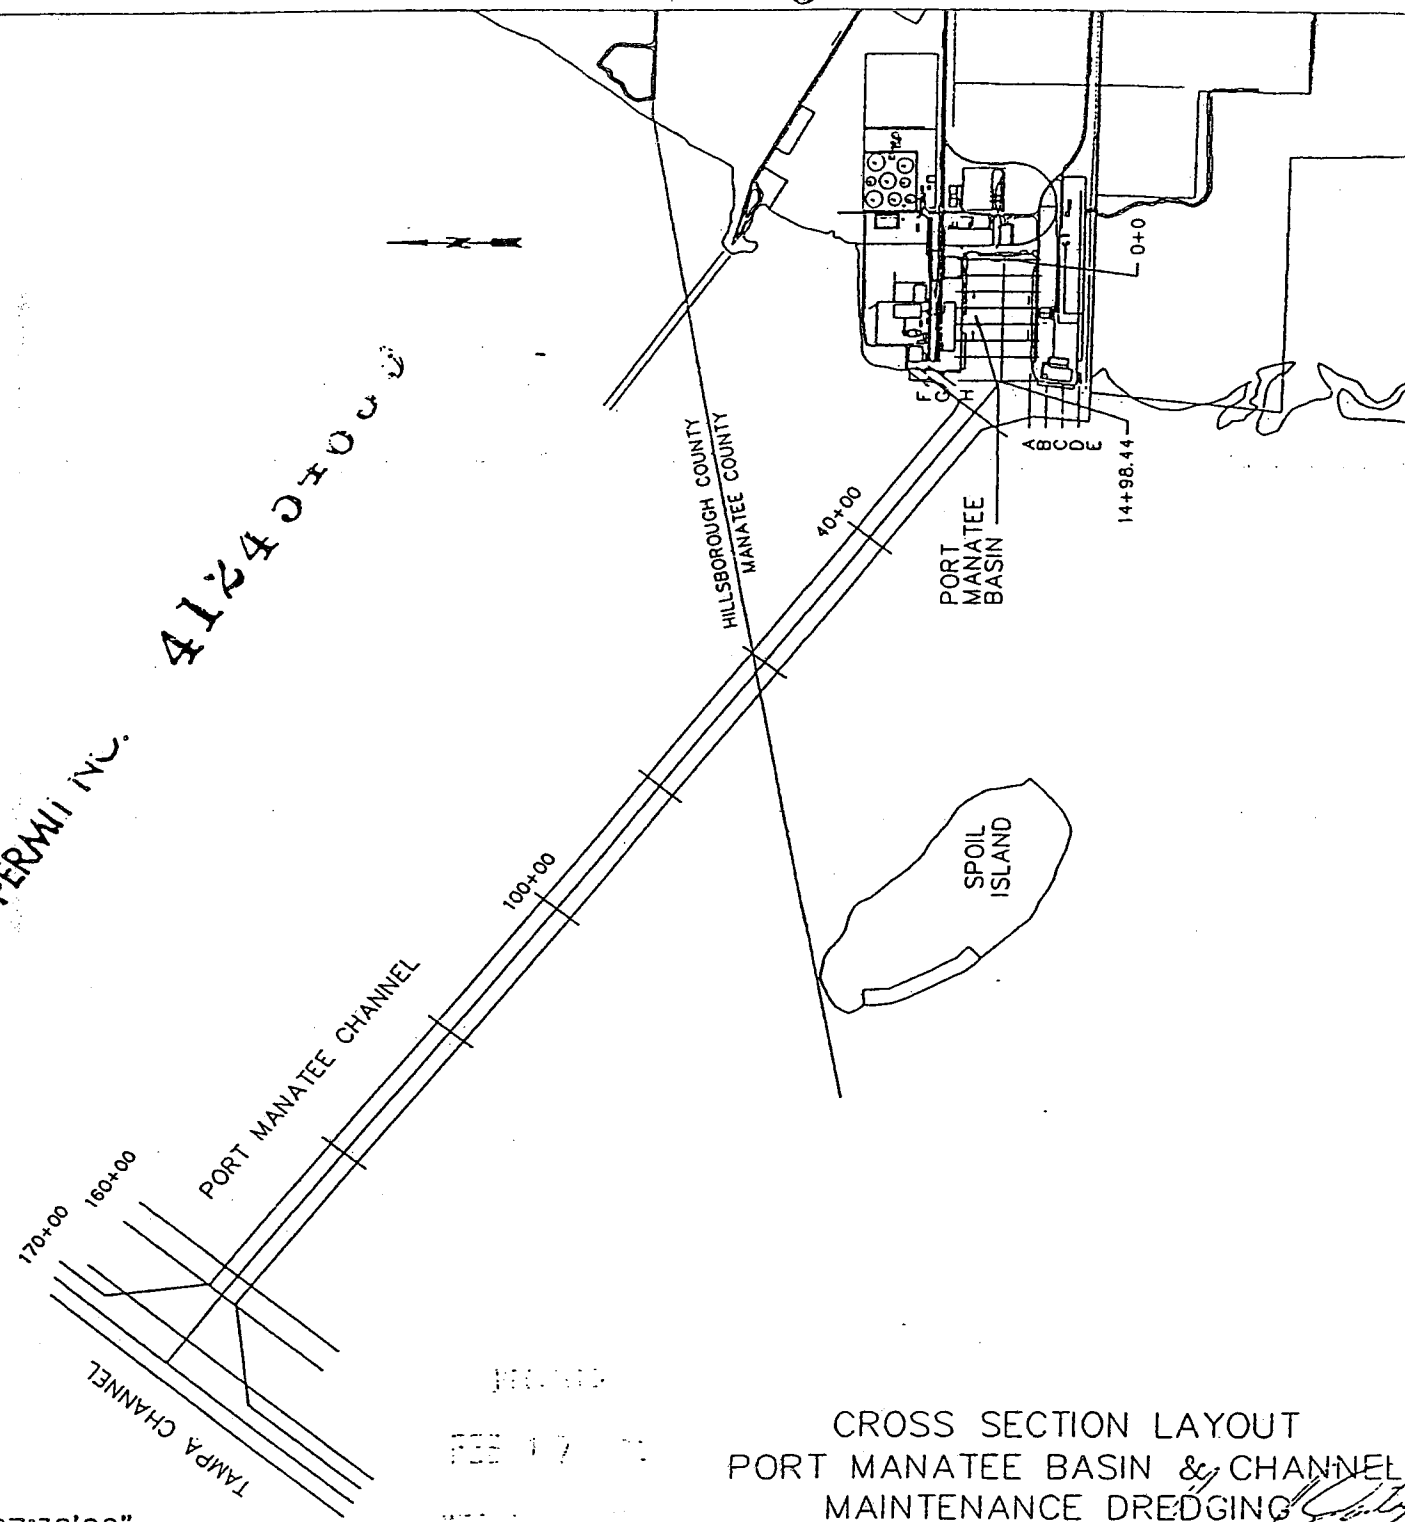 HILLSBOROUGH COUNTY
MANATEE COUNTY
0+0
F
G
H
A
B
C
D
E
14+98.44
40+00
PORT
MANATEE
BASIN
100+00
SPOIL
ISLAND
PORT MANATEE CHANNEL
160+00
170+00
TAMPA CHANNEL
CROSS SECTION LAYOUT
PORT MANATEE BASIN & CHANNEL
MAINTENANCE DREDGING